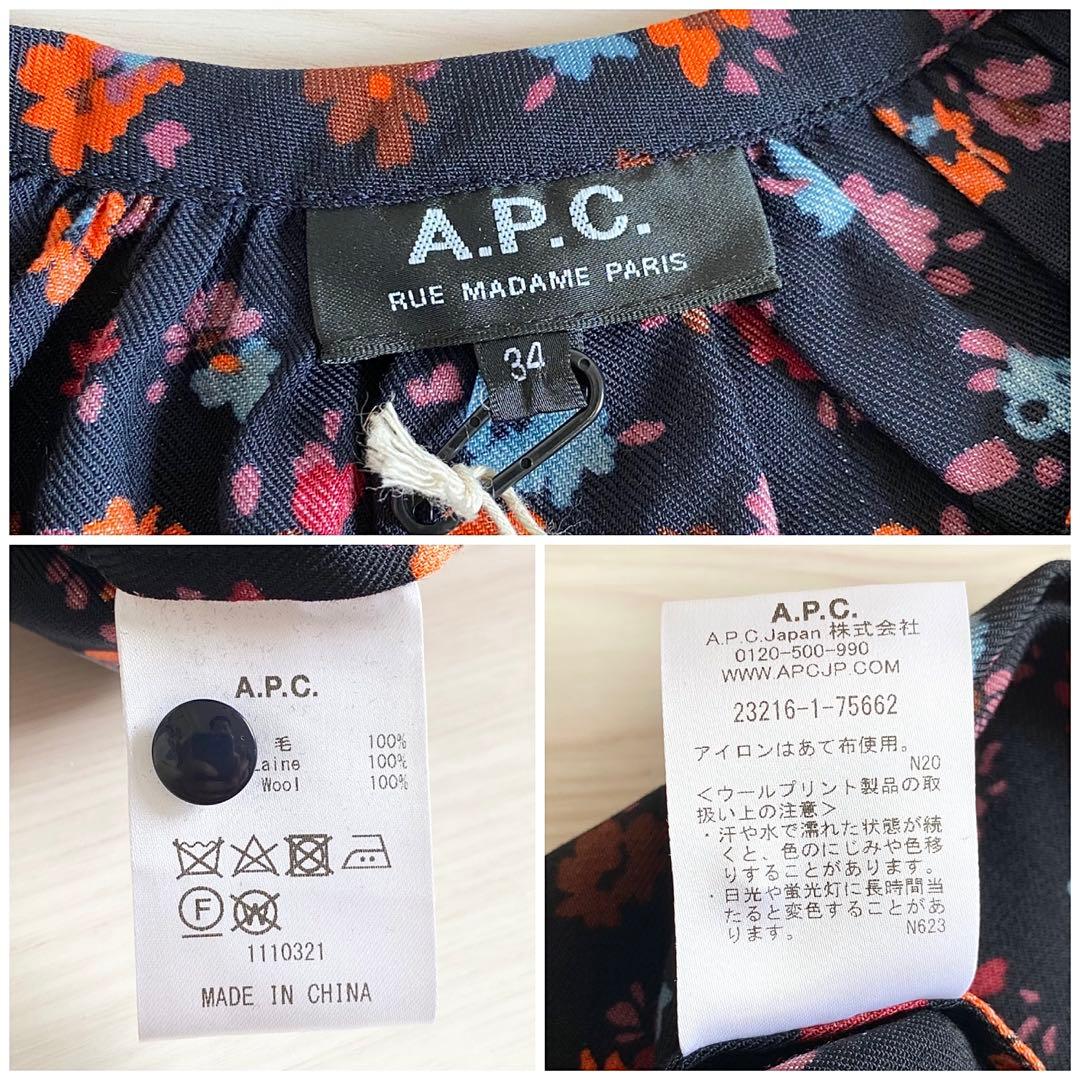 A.P.C.
RUE MADAME PARIS
34
A.P.C.
毛 100%
Laine 100%
Wool 100%
F W
1110321
MADE IN CHINA
A.P.C.
A.P.C.Japan 株式会社
0120-500-990
WWW.APCJP.COM
23216-1-75662
アイロンはあて布使用。
N20
<ウールプリント製品の取
扱い上の注意>
・汗や水で濡れた状態が続
くと、色のにじみや色移
りすることがあります。
・日光や蛍光灯に長時間当
たると変色することがあ
ります。 N623